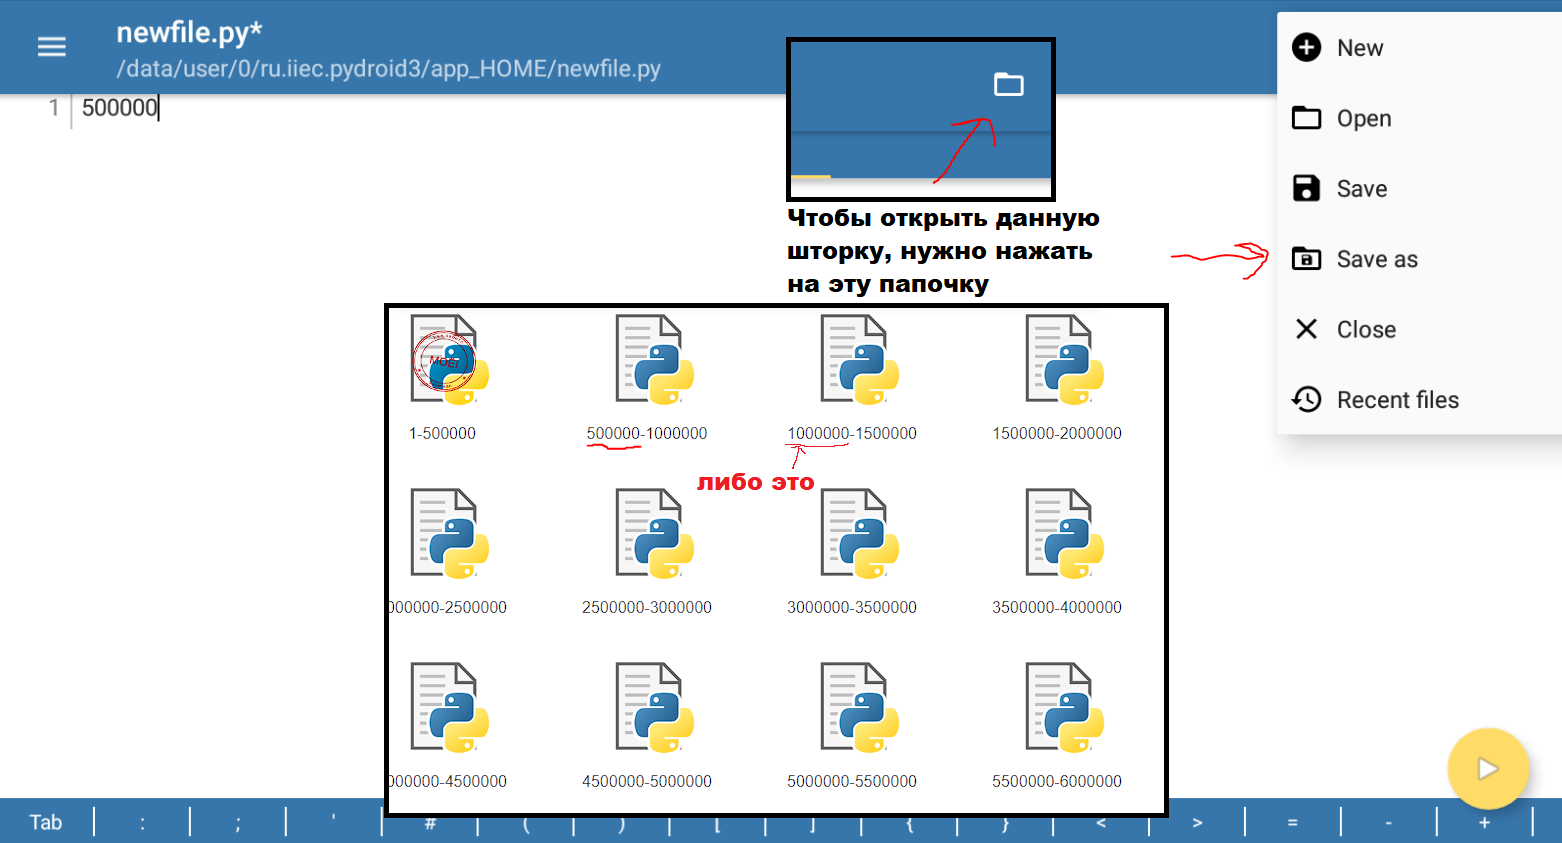 newfile.py*
/data/user/0/ru.iiec.pydroid3/app_HOME/newfile.py
1 500000
New
Open
Save
Save as
Close
Recent files
Чтобы открыть данную
шторку, нужно нажать
на эту папочку
МОЁ!
1-500000
500000-1000000
1000000-1500000
1500000-2000000
либо это
000000-2500000
2500000-3000000
3000000-3500000
3500000-4000000
000000-4500000
4500000-5000000
5000000-5500000
5500000-6000000
Tab : ; ' # ( ) [ ] { } < > = - +